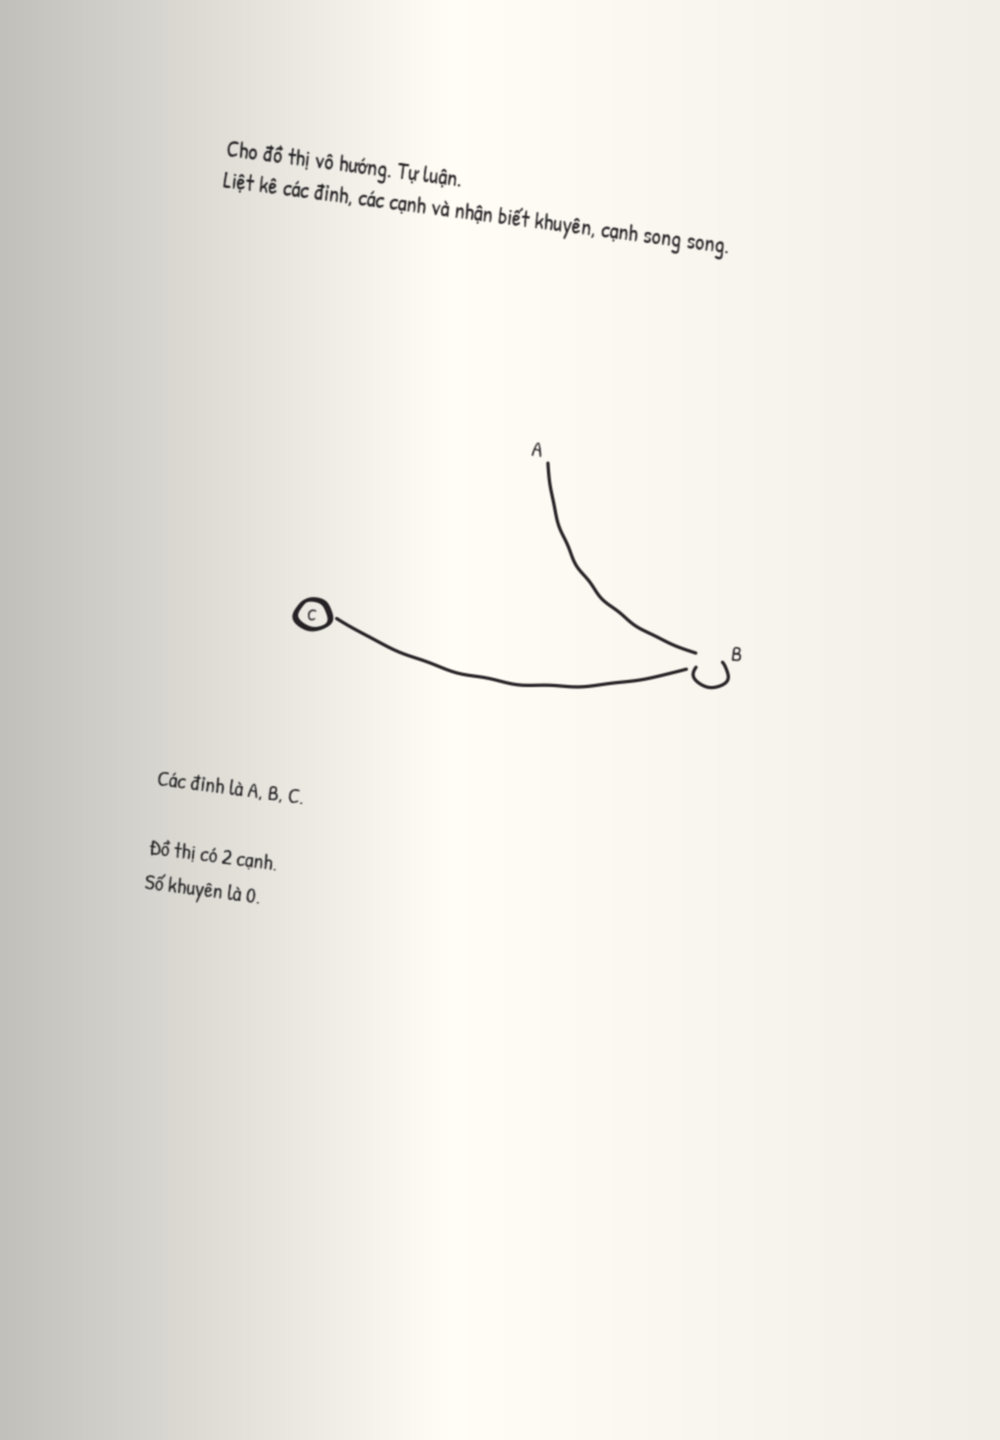 Cho đồ thị vô hướng. Tự luận.
Liệt kê các đỉnh, các cạnh và nhận biết khuyên, cạnh song song.
A
C
B
Các đỉnh là A, B, C.
Đồ thị có 2 cạnh.
Số khuyên là 0.